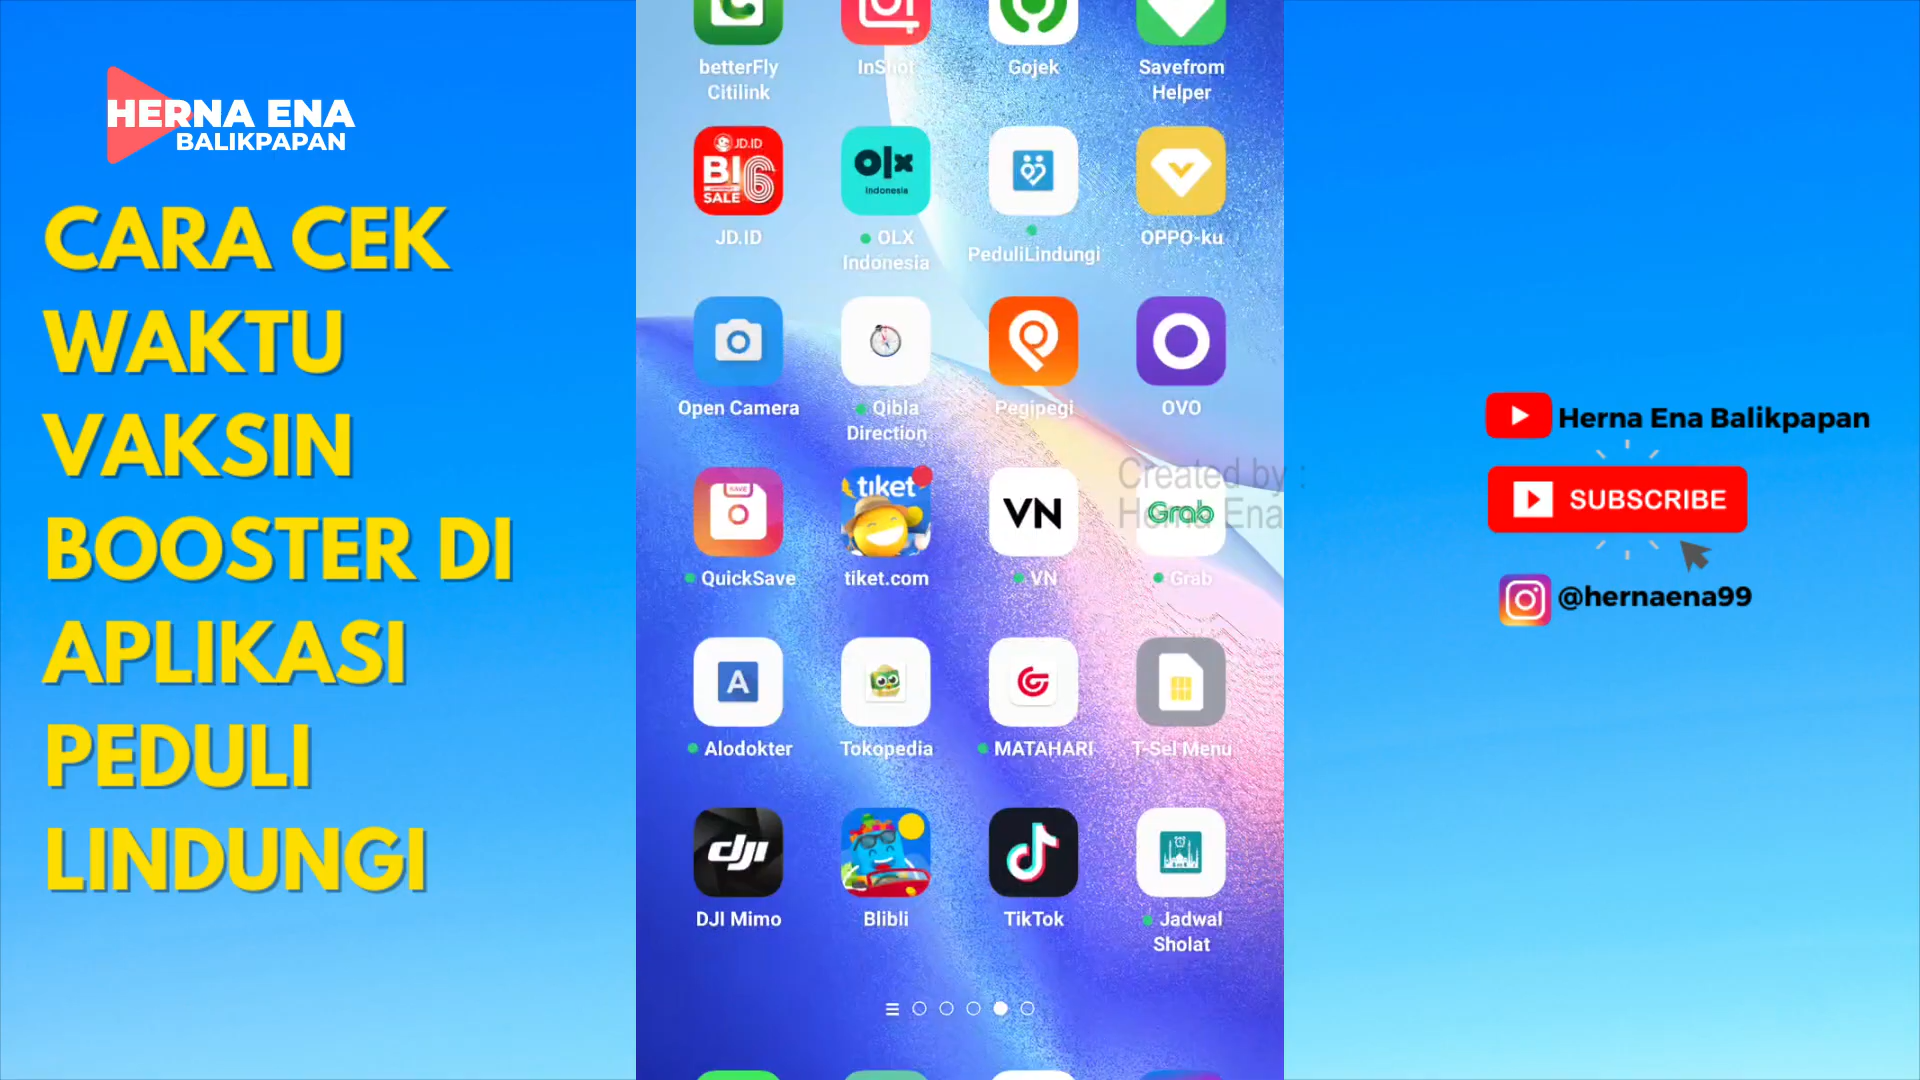 HERNA ENA
BALIKPAPAN
CARA CEK
WAKTU
VAKSIN
BOOSTER DI
APLIKASI
PEDULI
LINDUNGI
betterFly
Citilink
InShot
Gojek
Savefrom
Helper
JD.ID
BI6
SALE
JD.ID
olx
Indonesia
OLX
Indonesia
PeduliLindungi
OPPO-ku
Open Camera
Qibla
Direction
Pegipegi
OVO
SAVE
QuickSave
tiket
tiket.com
VN
VN
Created by :
Herna Ena
Grab
Grab
A
Alodokter
Tokopedia
MATAHARI
T-Sel Menu
dji
DJI Mimo
Blibli
TikTok
Jadwal
Sholat
Herna Ena Balikpapan
SUBSCRIBE
@hernaena99